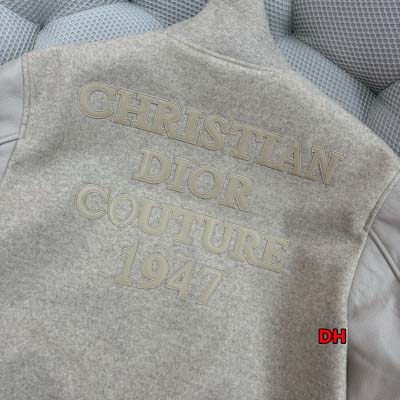 CHRISTIAN
DIOR
COUTURE
1947
DH